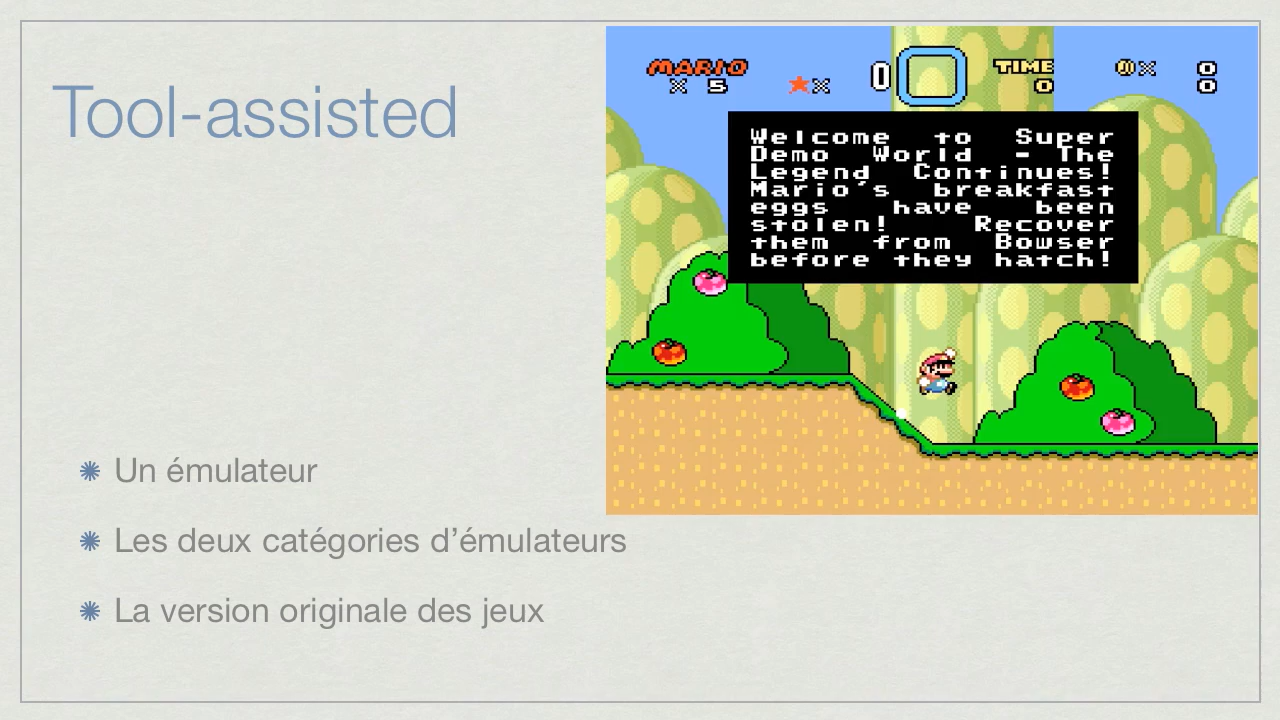 Tool-assisted
MARIO TIME
x 5 ★x 0 0 x 0
0
Welcome to Super
Demo World - The
Legend Continues!
Mario's breakfast
eggs have been
stolen! Recover
them from Bowser
before they hatch!
Un émulateur
Les deux catégories d’émulateurs
La version originale des jeux